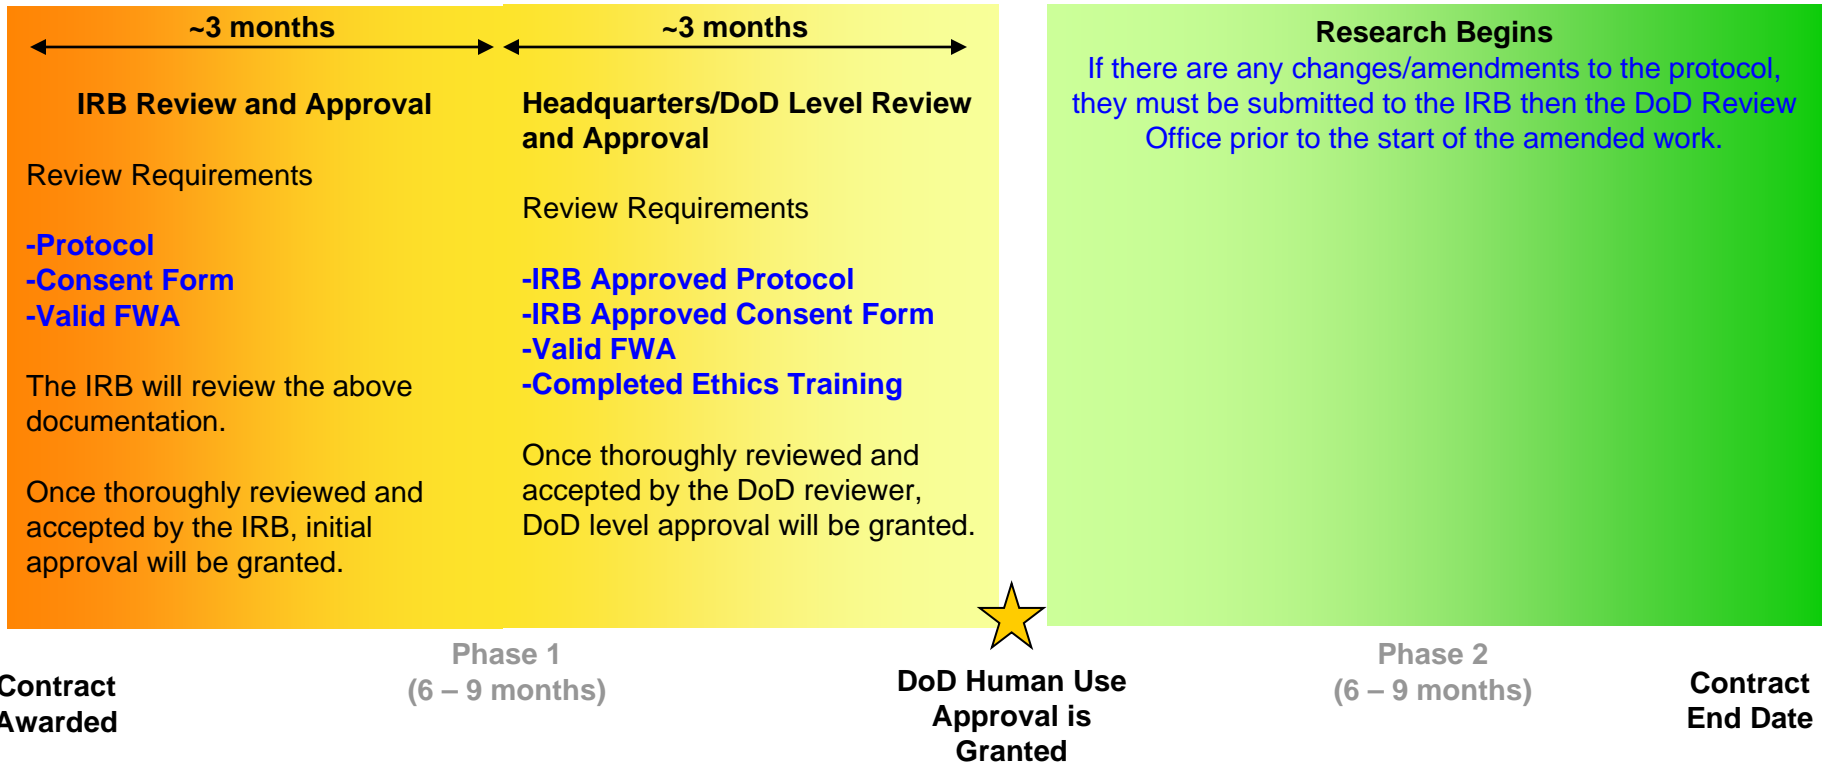 ~3 months
IRB Review and Approval
Review Requirements
-Protocol
-Consent Form
-Valid FWA
The IRB will review the above
documentation.
Once thoroughly reviewed and
accepted by the IRB, initial
approval will be granted.
~3 months
Headquarters/DoD Level Review
and Approval
Review Requirements
-IRB Approved Protocol
-IRB Approved Consent Form
-Valid FWA
-Completed Ethics Training
Once thoroughly reviewed and
accepted by the DoD reviewer,
DoD level approval will be granted.
Research Begins
If there are any changes/amendments to the protocol,
they must be submitted to the IRB then the DoD Review
Office prior to the start of the amended work.
Contract
Awarded
Phase 1
(6 – 9 months)
DoD Human Use
Approval is
Granted
Phase 2
(6 – 9 months)
Contract
End Date